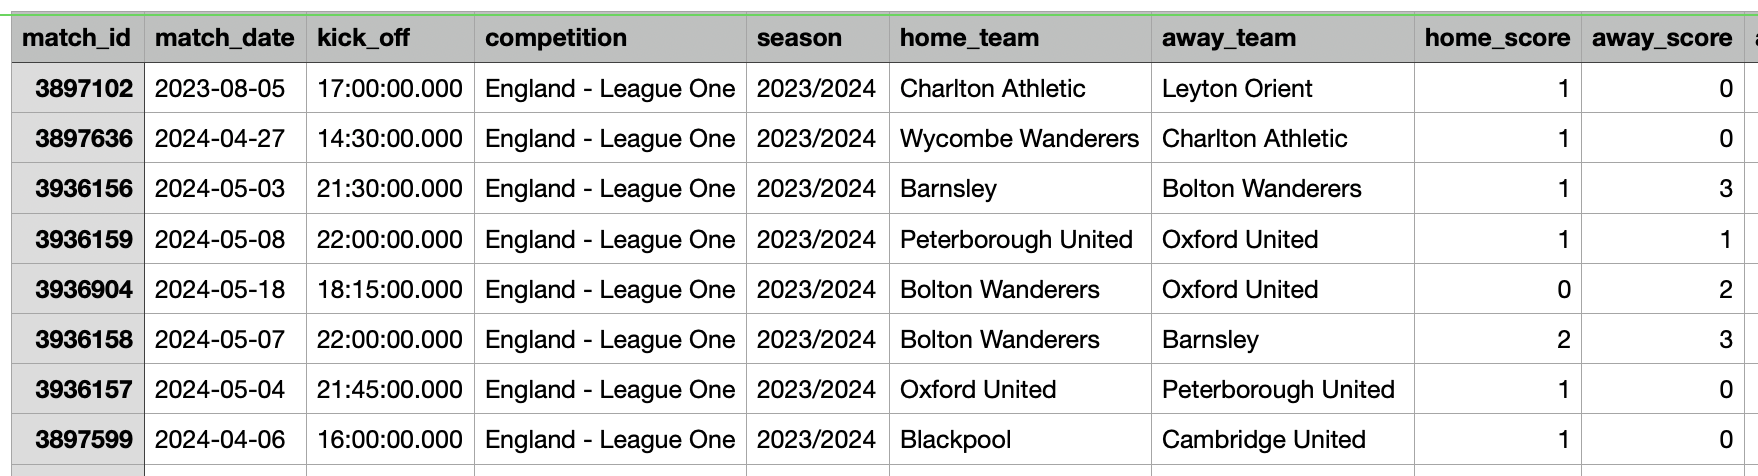 match_id match_date kick_off competition season home_team away_team home_score away_score
3897102 2023-08-05 17:00:00.000 England - League One 2023/2024 Charlton Athletic Leyton Orient 1 0
3897636 2024-04-27 14:30:00.000 England - League One 2023/2024 Wycombe Wanderers Charlton Athletic 1 0
3936156 2024-05-03 21:30:00.000 England - League One 2023/2024 Barnsley Bolton Wanderers 1 3
3936159 2024-05-08 22:00:00.000 England - League One 2023/2024 Peterborough United Oxford United 1 1
3936904 2024-05-18 18:15:00.000 England - League One 2023/2024 Bolton Wanderers Oxford United 0 2
3936158 2024-05-07 22:00:00.000 England - League One 2023/2024 Bolton Wanderers Barnsley 2 3
3936157 2024-05-04 21:45:00.000 England - League One 2023/2024 Oxford United Peterborough United 1 0
3897599 2024-04-06 16:00:00.000 England - League One 2023/2024 Blackpool Cambridge United 1 0